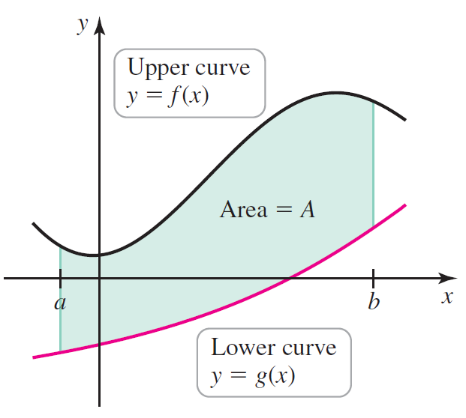 y
Upper curve
y = f(x)
Area = A
a
b
x
Lower curve
y = g(x)